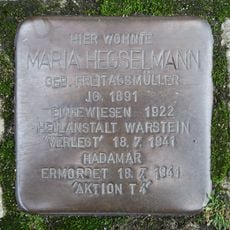 HIER WOHNTE
MARIA HEGSELMANN
GEB. FREITAGSMÜLLER
JG. 1891
EINGEWIESEN 1922
HEILANSTALT WARSTEIN
"VERLEGT" 18.7.1941
HADAMAR
ERMORDET 18.7.1941
"AKTION T4"